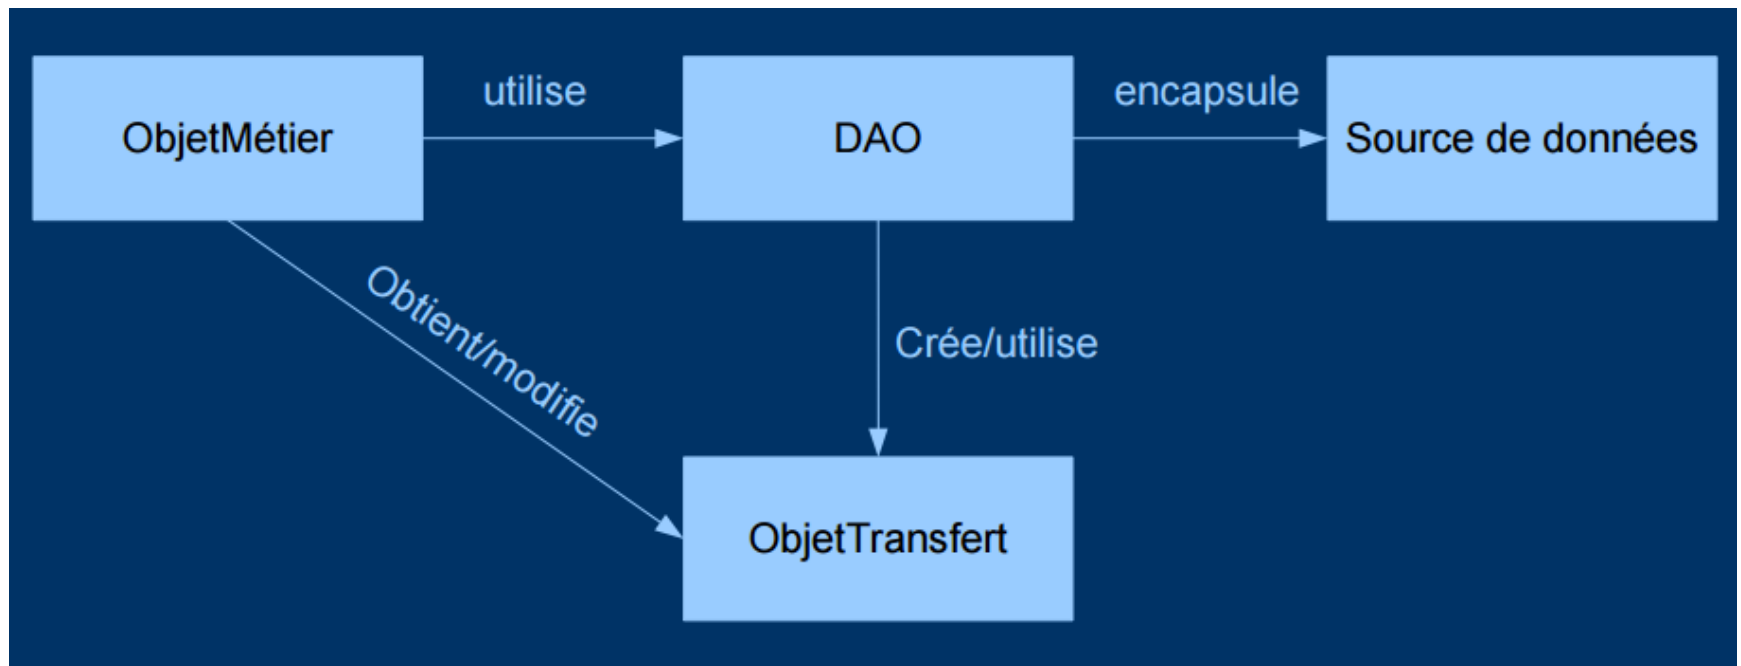 ObjetMétier
utilise
DAO
encapsule
Source de données
Obtient/modifie
Crée/utilise
ObjetTransfert